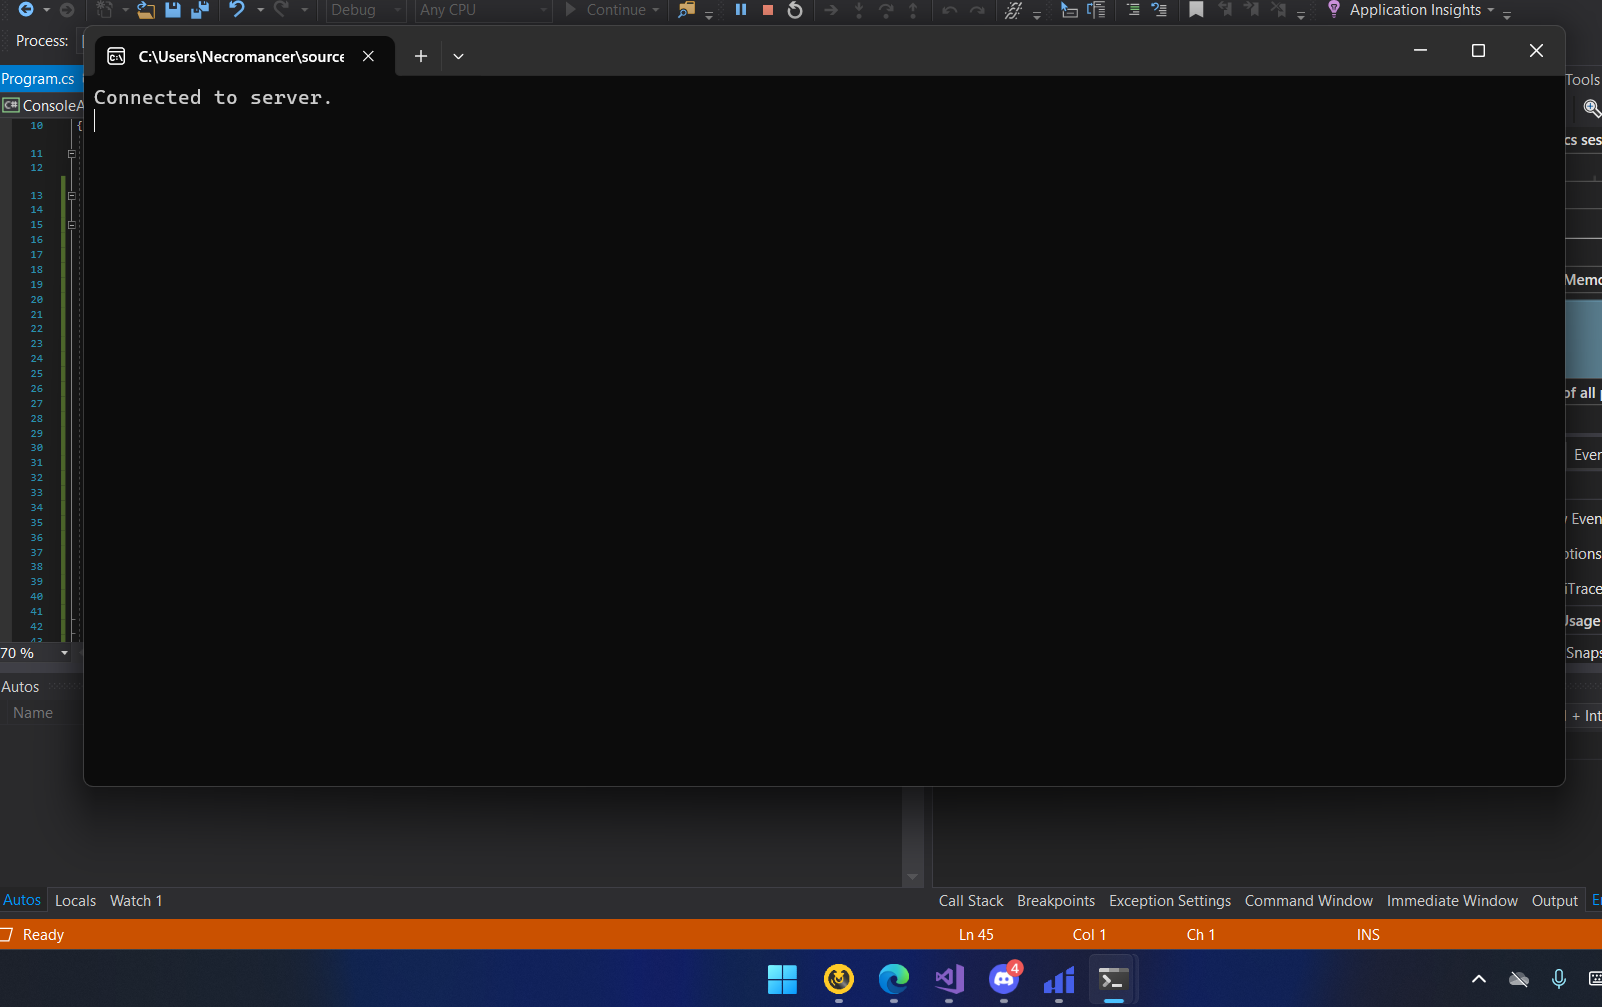 Debug
Any CPU
Continue
Application Insights
Process:
C:\Users\Necromancer\source
Program.cs
Tools
ConsoleA
Connected to server.
10
{
11
12
13
14
15
16
17
18
19
20
21
22
23
24
25
26
27
28
29
30
31
32
33
34
35
36
37
38
39
40
41
42
43
cs ses
Memo
of all p
Even
Even
ptions
iTrace
Usage
Snaps
70 %
Autos
Name
+ Int
Autos
Locals
Watch 1
Call Stack
Breakpoints
Exception Settings
Command Window
Immediate Window
Output
Ready
Ln 45
Col 1
Ch 1
INS
4